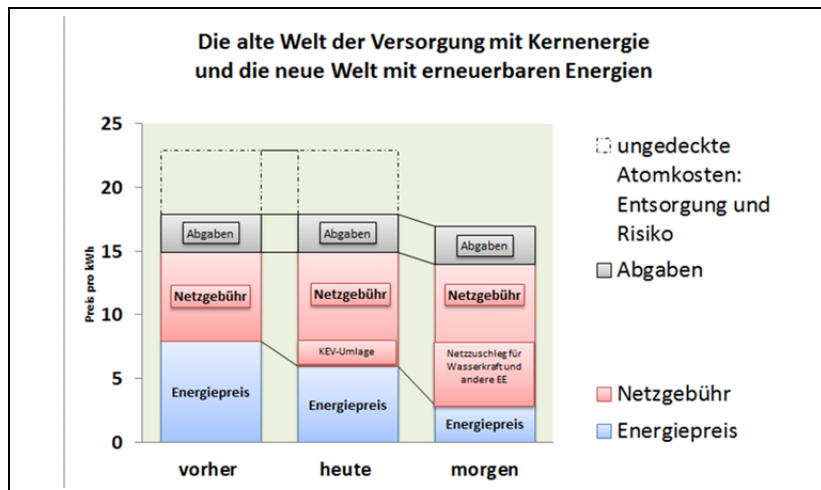 Die alte Welt der Versorgung mit Kernenergie
und die neue Welt mit erneuerbaren Energien
25
20
15
10
5
0
Preis pro kWh
Abgaben
Netzgebühr
Energiepreis
Abgaben
Netzgebühr
KEV-Umlage
Energiepreis
Abgaben
Netzgebühr
Netzzuschleg für
Wasserkraft und
andere EE
Energiepreis
vorher
heute
morgen
ungedeckte
Atomkosten:
Entsorgung und
Risiko
Abgaben
Netzgebühr
Energiepreis